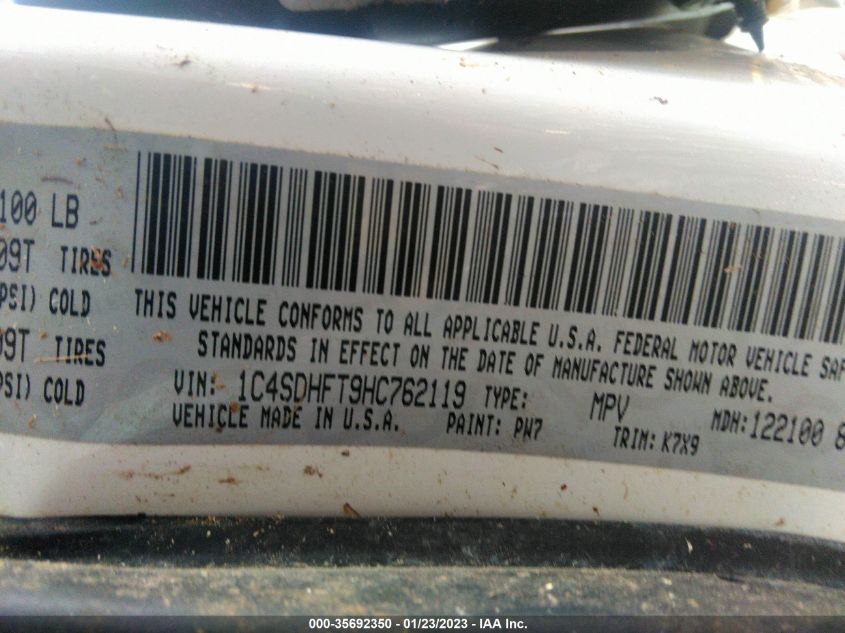 100 LB
09T TIRES
PSI) COLD
09T TIRES
SI) COLD
THIS VEHICLE CONFORMS TO ALL APPLICABLE U.S.A. FEDERAL MOTOR VEHICLE SAF
STANDARDS IN EFFECT ON THE DATE OF MANUFACTURE SHOWN ABOVE.
VIN: 1C4SDHFT9HC762119 TYPE: MPV MDH:122100 8
VEHICLE MADE IN U.S.A. PAINT: PW7 TRIM: K7X9
000-35692350 - 01/23/2023 - IAA Inc.